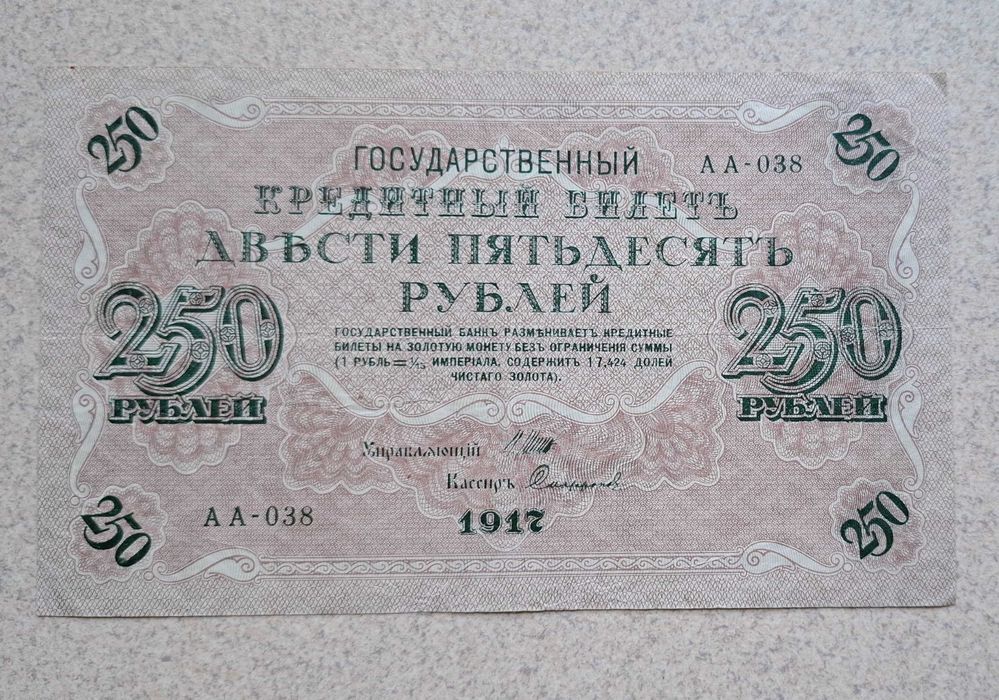 250
250
ГОСУДАРСТВЕННЫЙ
АА-038
КРЕДИТНЫЙ БИЛЕТЪ
ДВѢСТИ ПЯТЬДЕСЯТЪ
РУБЛЕЙ
250
РУБЛЕЙ
250
РУБЛЕЙ
ГОСУДАРСТВЕННЫЙ БАНКЪ РАЗМѢНИВАЕТЪ КРЕДИТНЫЕ
БИЛЕТЫ НА ЗОЛОТУЮ МОНЕТУ БЕЗЪ ОГРАНИЧЕНІЯ СУММЫ
(1 РУБЛЬ = 1/15 ИМПЕРІАЛА, СОДЕРЖИТЪ 17,424 ДОЛЕЙ
ЧИСТАГО ЗОЛОТА).
Управляющій
Кассиръ
250
АА-038
1917
250